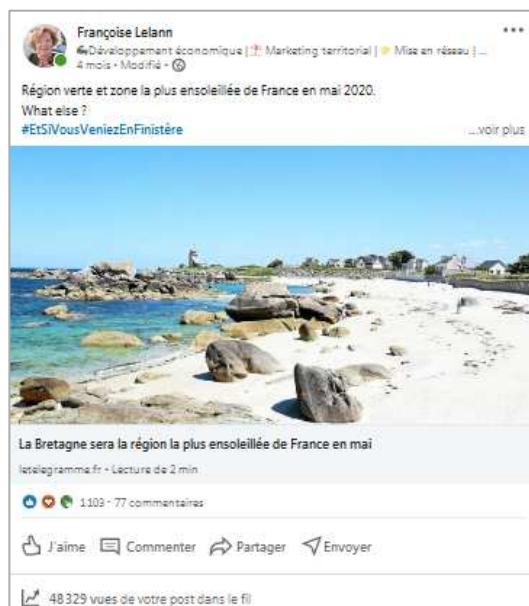 Françoise Lelann
Développement économique | Marketing territorial | Mise en réseau | ...
4 mois • Modifié •
Région verte et zone la plus ensoleillée de France en mai 2020.
What else ?
#EtSiVousVeniezEnFinistère
...voir plus
La Bretagne sera la région la plus ensoleillée de France en mai
letelegramme.fr • Lecture de 2 min
1103 • 77 commentaires
J'aime Commenter Partager Envoyer
48 329 vues de votre post dans le fil